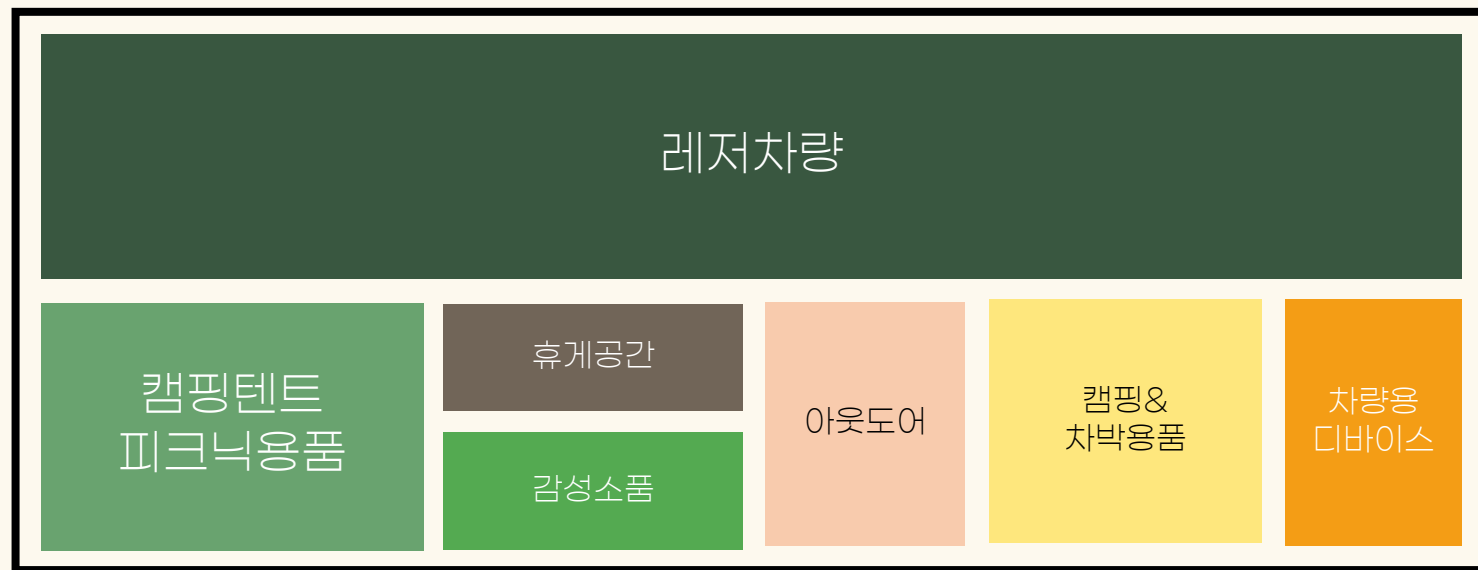 레저차량
캠핑텐트
피크닉용품
휴게공간
감성소품
아웃도어
캠핑&
차박용품
차량용
디바이스